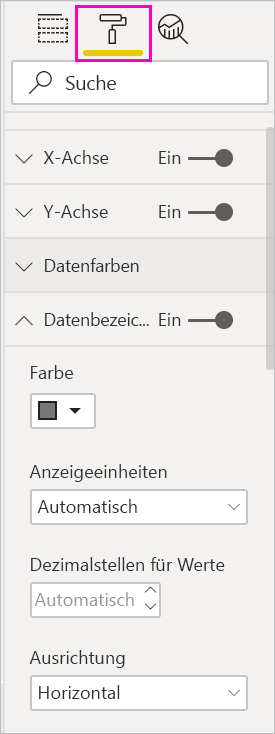 Suche
X-Achse Ein
Y-Achse Ein
Datenfarben
Datenbezeic... Ein
Farbe
Anzeigeeinheiten
Automatisch
Dezimalstellen für Werte
Automatisch
Ausrichtung
Horizontal